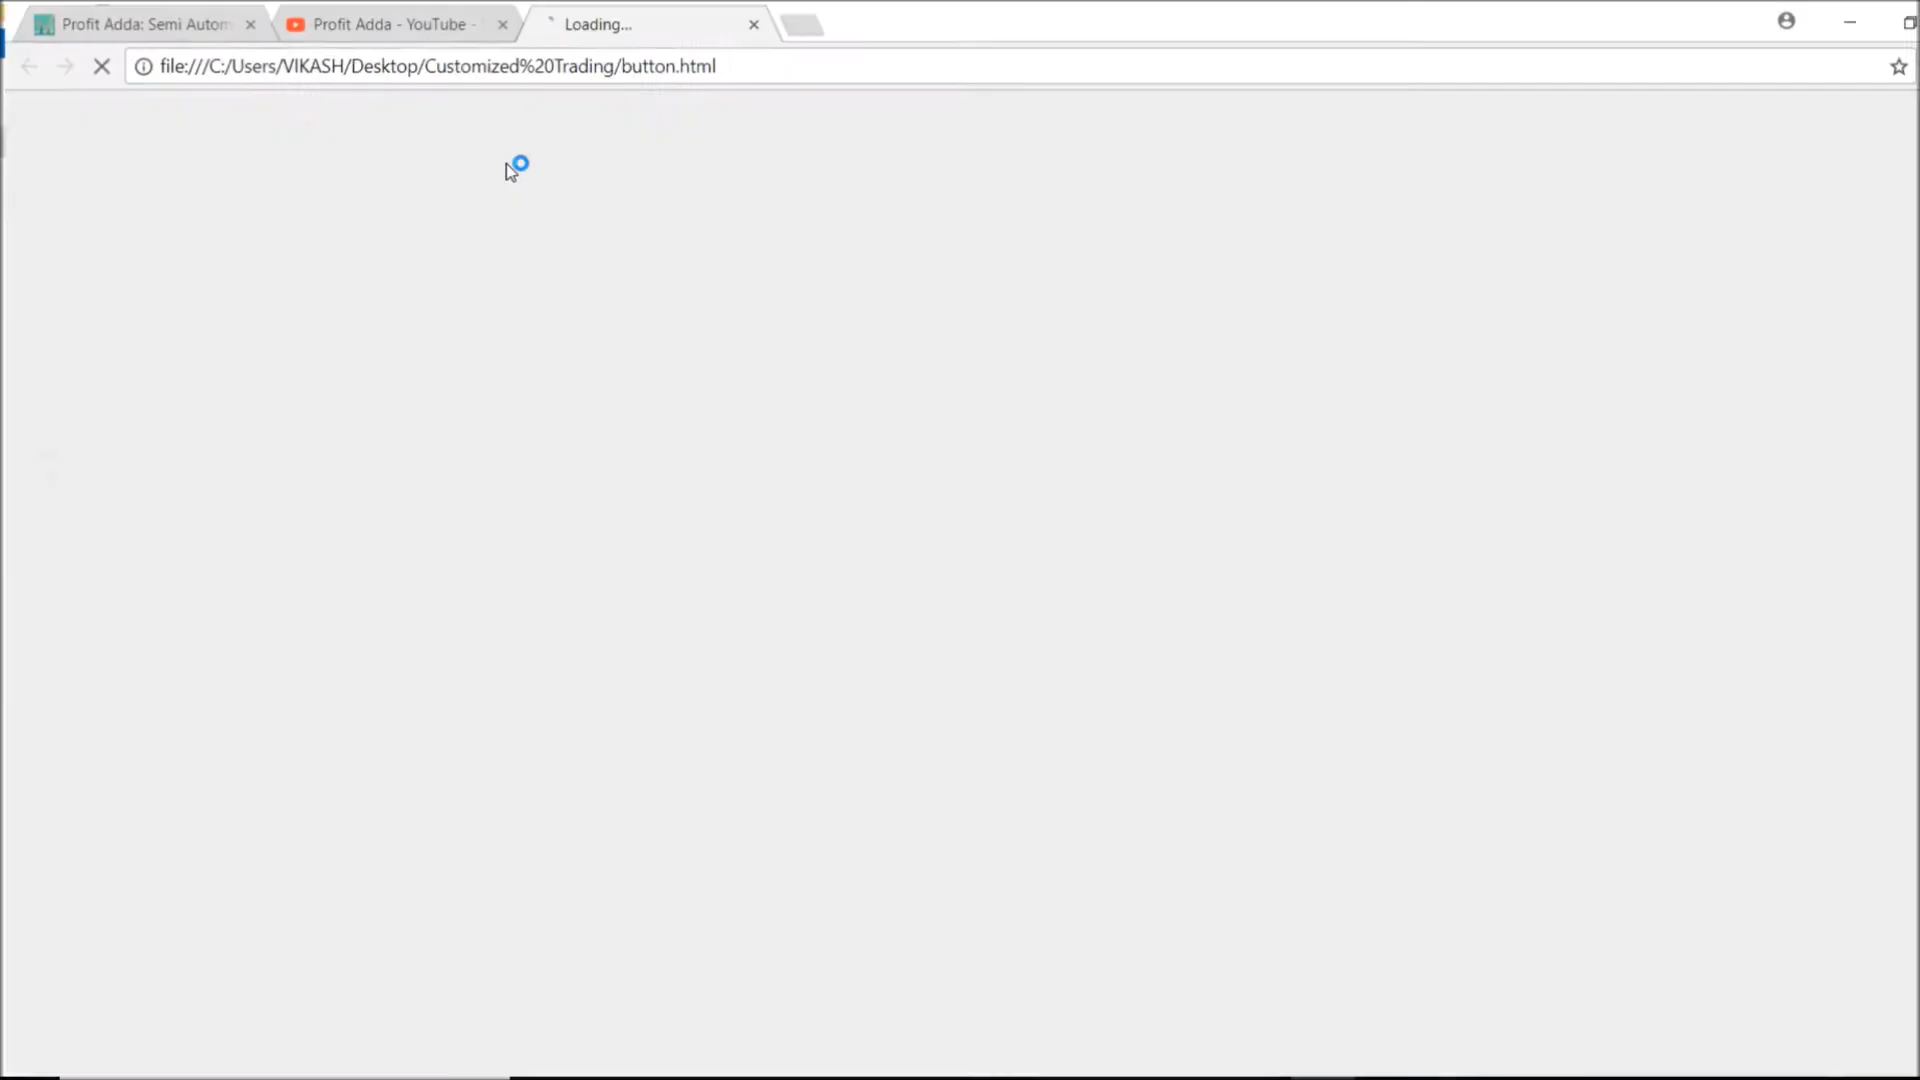 Profit Adda: Semi Autom
Profit Adda - YouTube -
Loading...
file:///C:/Users/VIKASH/Desktop/Customized%20Trading/button.html